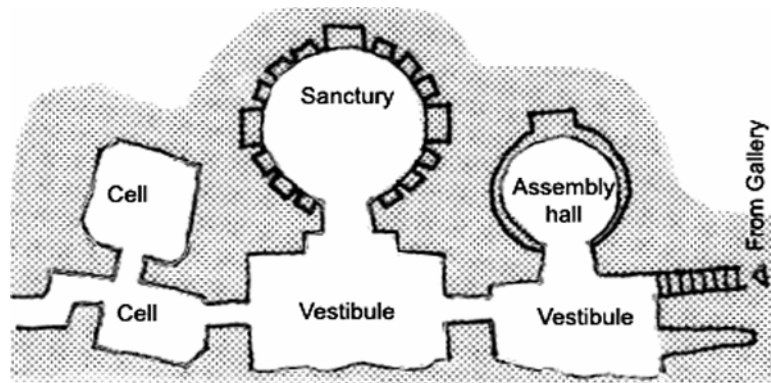 Sanctury
Cell
Assembly
hall
From Gallery
Cell
Vestibule
Vestibule